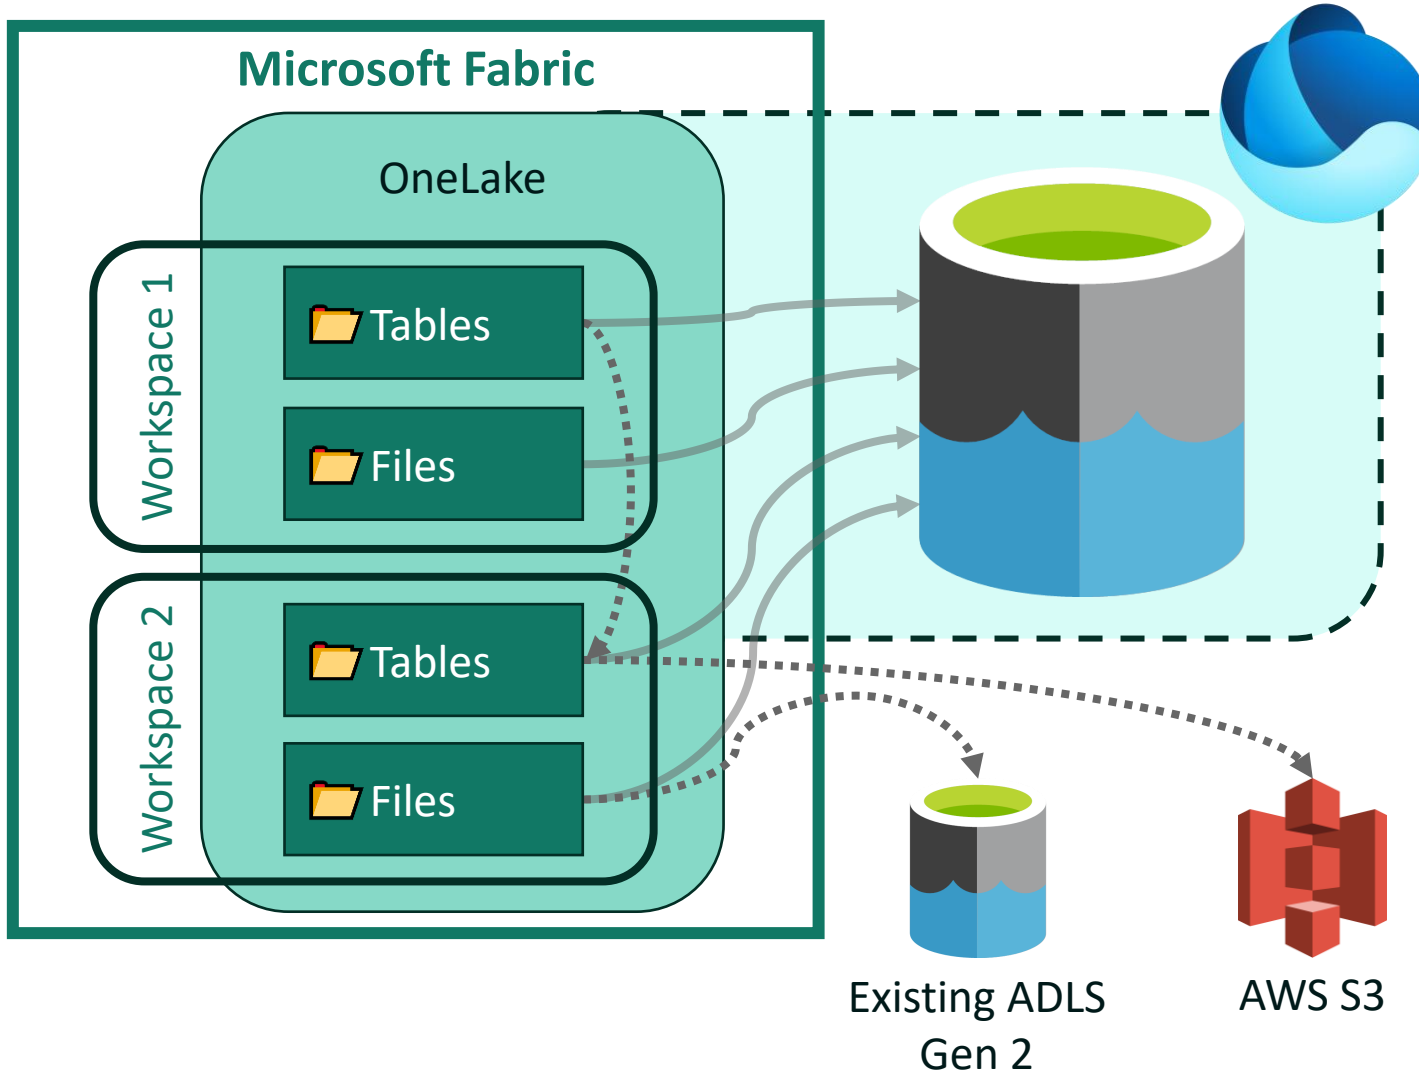 Microsoft Fabric
OneLake
Workspace 1
Tables
Files
Workspace 2
Tables
Files
Existing ADLS
Gen 2
AWS S3